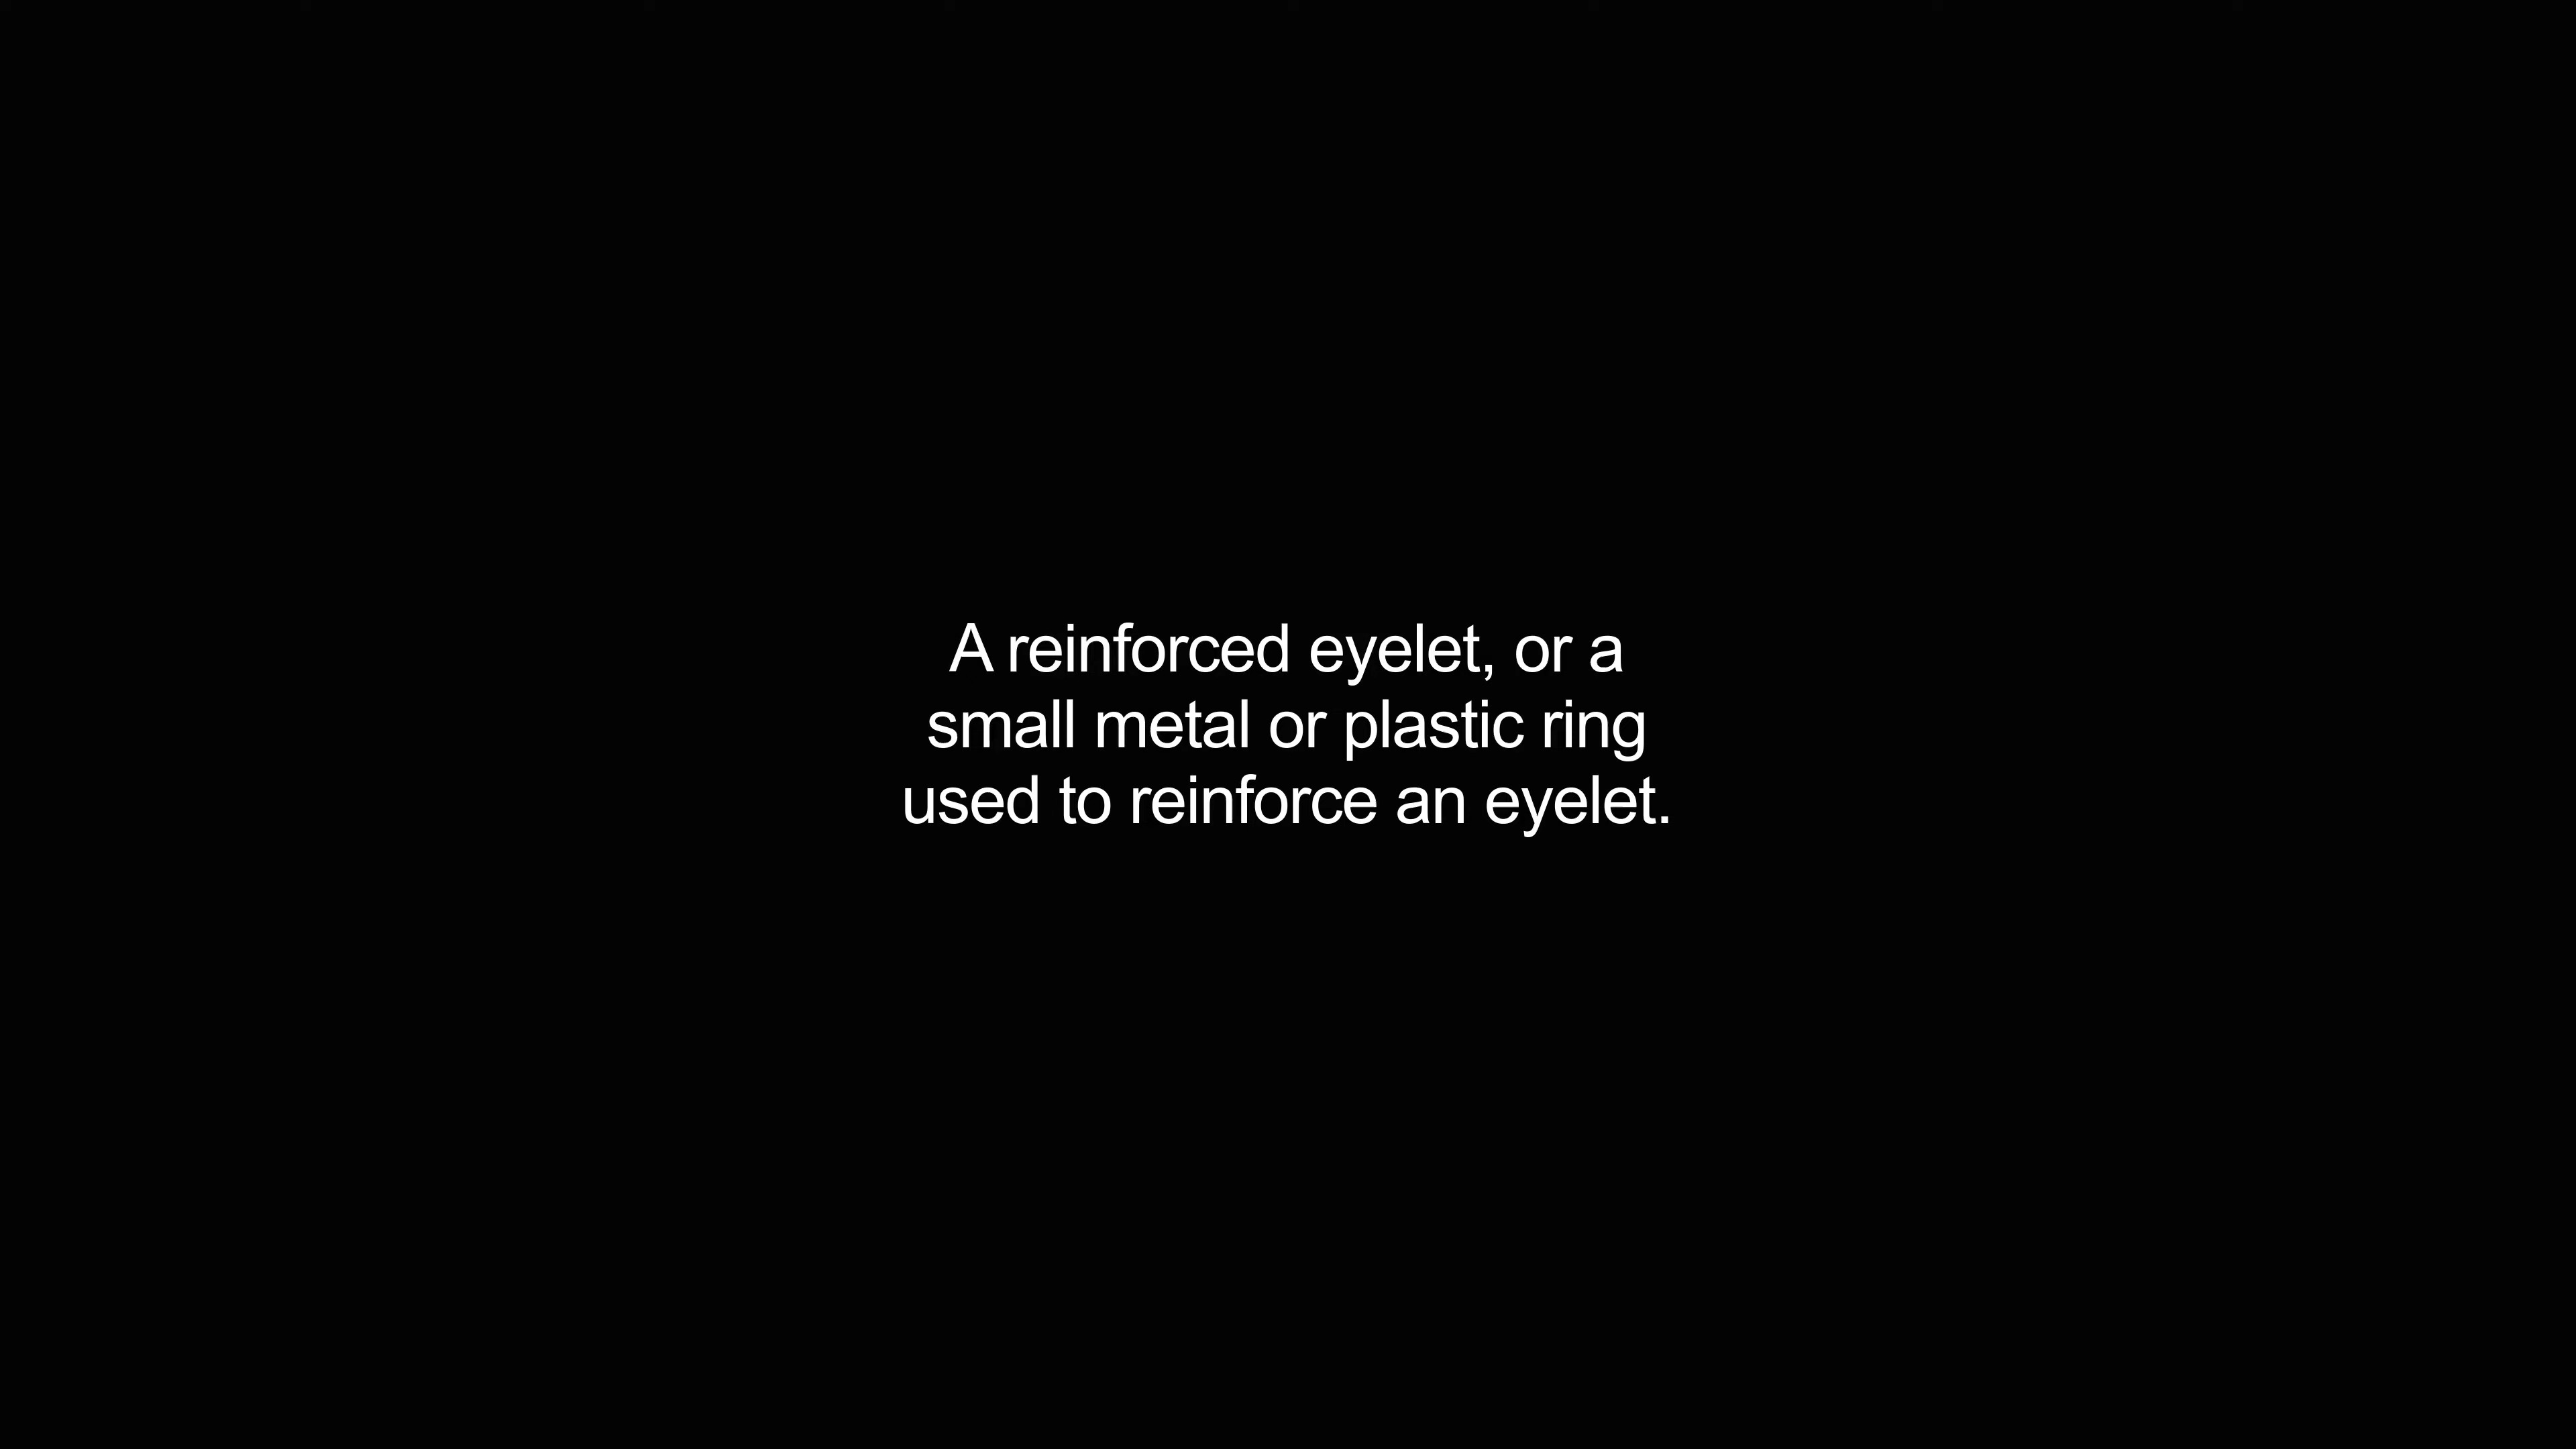 A reinforced eyelet, or a
small metal or plastic ring
used to reinforce an eyelet.